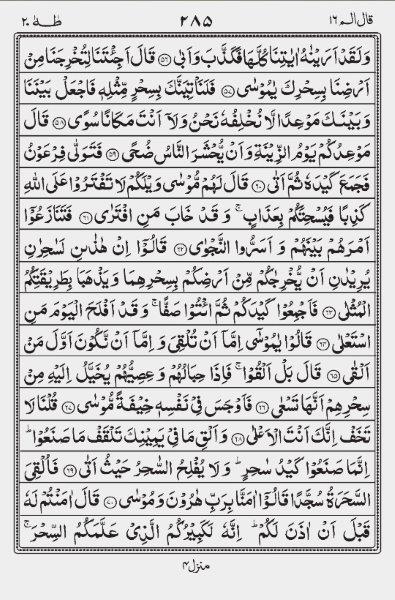 قال الم ١٦ ٢٨٥ طٰهٰ ٢٠
وَلَقَدْ اَرَيْنٰهُ اٰيٰتِنَا كُلَّهَا فَكَذَّبَ وَاَبٰى ﴿٥٦﴾ قَالَ اَجِئْتَنَا لِتُخْرِجَنَا مِنْ
اَرْضِنَا بِسِحْرِكَ يٰمُوْسٰى ﴿٥٧﴾ فَلَنَاْتِيَنَّكَ بِسِحْرٍ مِّثْلِهٖ فَاجْعَلْ بَيْنَنَا
وَبَيْنَكَ مَوْعِدًا لَّا نُخْلِفُهٗ نَحْنُ وَلَاۤ اَنْتَ مَكَانًا سُوًى ﴿٥٨﴾ قَالَ
مَوْعِدُكُمْ يَوْمُ الزِّيْنَةِ وَاَنْ يُّحْشَرَ النَّاسُ ضُحًى ﴿٥٩﴾ فَتَوَلّٰى فِرْعَوْنُ
فَجَمَعَ كَيْدَهٗ ثُمَّ اَتٰى ﴿٦٠﴾ قَالَ لَهُمْ مُّوْسٰى وَيْلَكُمْ لَا تَفْتَرُوْا عَلَى اللّٰهِ
كَذِبًا فَيُسْحِتَكُمْ بِعَذَابٍ ۚ وَقَدْ خَابَ مَنِ افْتَرٰى ﴿٦١﴾ فَتَنَازَعُوْۤا
اَمْرَهُمْ بَيْنَهُمْ وَاَسَرُّوا النَّجْوٰى ﴿٦٢﴾ قَالُوْۤا اِنْ هٰذٰىنِ لَسٰحِرٰنِ
يُرِيْدٰنِ اَنْ يُّخْرِجٰكُمْ مِّنْ اَرْضِكُمْ بِسِحْرِهِمَا وَيَذْهَبَا بِطَرِيْقَتِكُمُ
الْمُثْلٰى ﴿٦٣﴾ فَاَجْمِعُوْا كَيْدَكُمْ ثُمَّ ائْتُوْا صَفًّا ۚ وَقَدْ اَفْلَحَ الْيَوْمَ مَنِ
اسْتَعْلٰى ﴿٦٤﴾ قَالُوْا يٰمُوْسٰۤى اِمَّاۤ اَنْ تُلْقِيَ وَاِمَّاۤ اَنْ نَّكُوْنَ اَوَّلَ مَنْ
اَلْقٰى ﴿٦٥﴾ قَالَ بَلْ اَلْقُوْا ۚ فَاِذَا حِبَالُهُمْ وَعِصِيُّهُمْ يُخَيَّلُ اِلَيْهِ مِنْ
سِحْرِهِمْ اَنَّهَا تَسْعٰى ﴿٦٦﴾ فَاَوْجَسَ فِيْ نَفْسِهٖ خِيْفَةً مُّوْسٰى ﴿٦٧﴾ قُلْنَا لَا
تَخَفْ اِنَّكَ اَنْتَ الْاَعْلٰى ﴿٦٨﴾ وَاَلْقِ مَا فِيْ يَمِيْنِكَ تَلْقَفْ مَا صَنَعُوْا ؕ
اِنَّمَا صَنَعُوْا كَيْدُ سٰحِرٍ ؕ وَلَا يُفْلِحُ السّٰحِرُ حَيْثُ اَتٰى ﴿٦٩﴾ فَاُلْقِيَ
السَّحَرَةُ سُجَّدًا قَالُوْۤا اٰمَنَّا بِرَبِّ هٰرُوْنَ وَمُوْسٰى ﴿٧٠﴾ قَالَ اٰمَنْتُمْ لَهٗ
قَبْلَ اَنْ اٰذَنَ لَكُمْ ؕ اِنَّهٗ لَكَبِيْرُكُمُ الَّذِيْ عَلَّمَكُمُ السِّحْرَ ۚ
منزل ٤